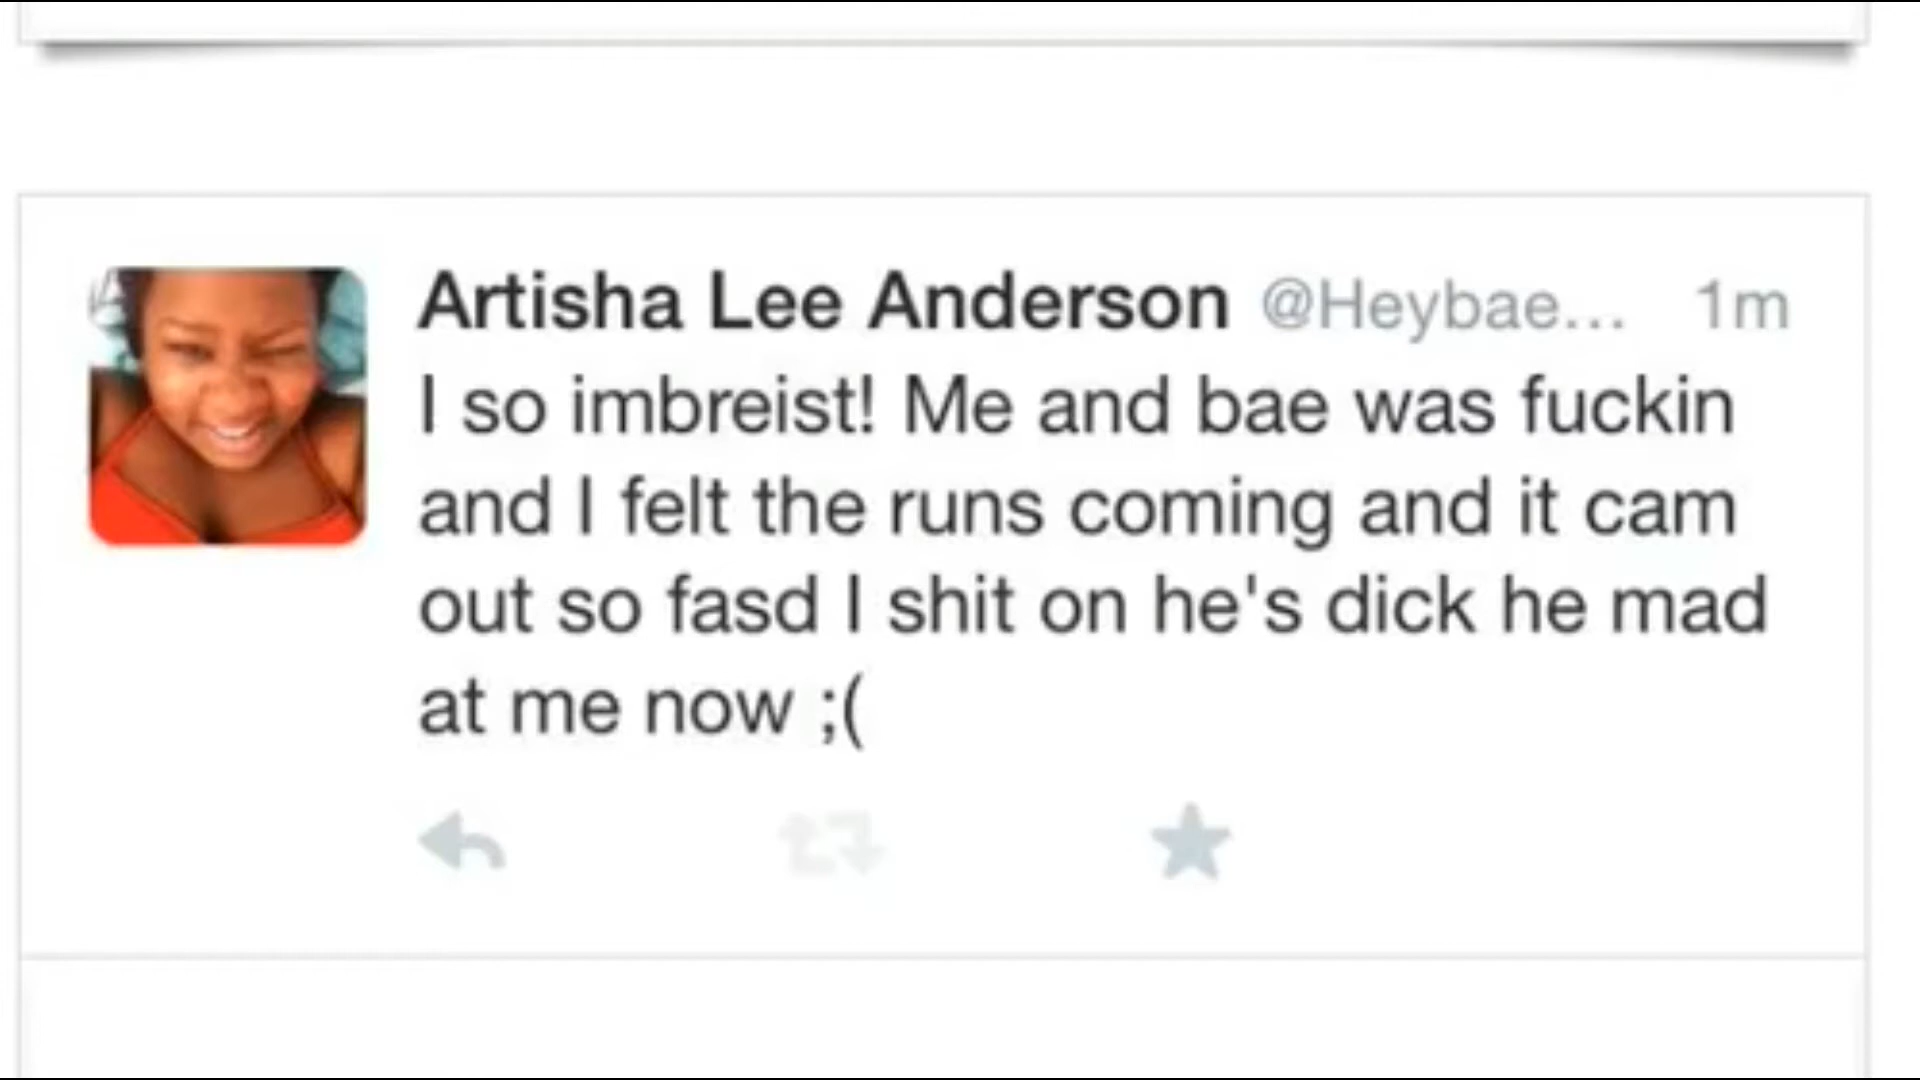 Artisha Lee Anderson @Heybae... 1m
I so imbreist! Me and bae was fuckin
and I felt the runs coming and it cam
out so fasd I shit on he's dick he mad
at me now ;(